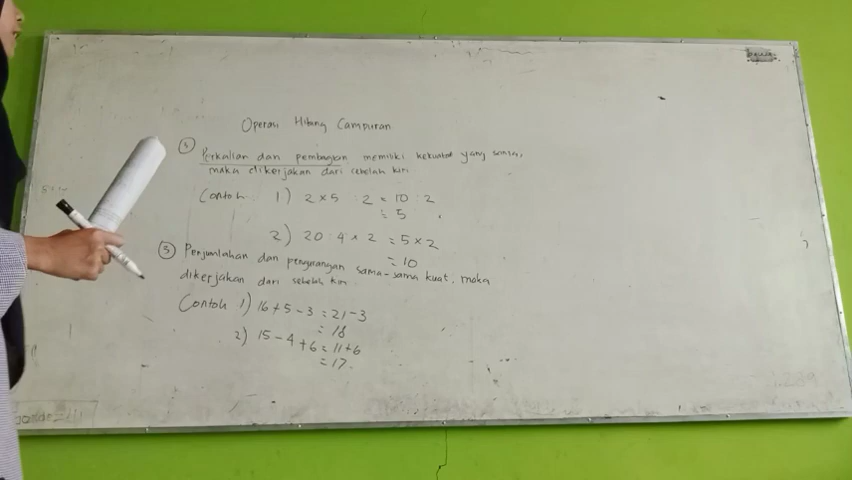 Operasi Hitung Campuran
③ Perkalian dan pembagian memiliki kekuatan yang sama,
maka dikerjakan dari sebelah kiri
Contoh 1) 2 × 5 : 2 = 10 : 2
= 5
2) 20 : 4 × 2 = 5 × 2
= 10
⑤ Penjumlahan dan pengurangan sama-sama kuat, maka
dikerjakan dari sebelah kiri
Contoh 1) 16 + 5 - 3 = 21 - 3
= 18
2) 15 - 4 + 6 = 11 + 6
= 17.